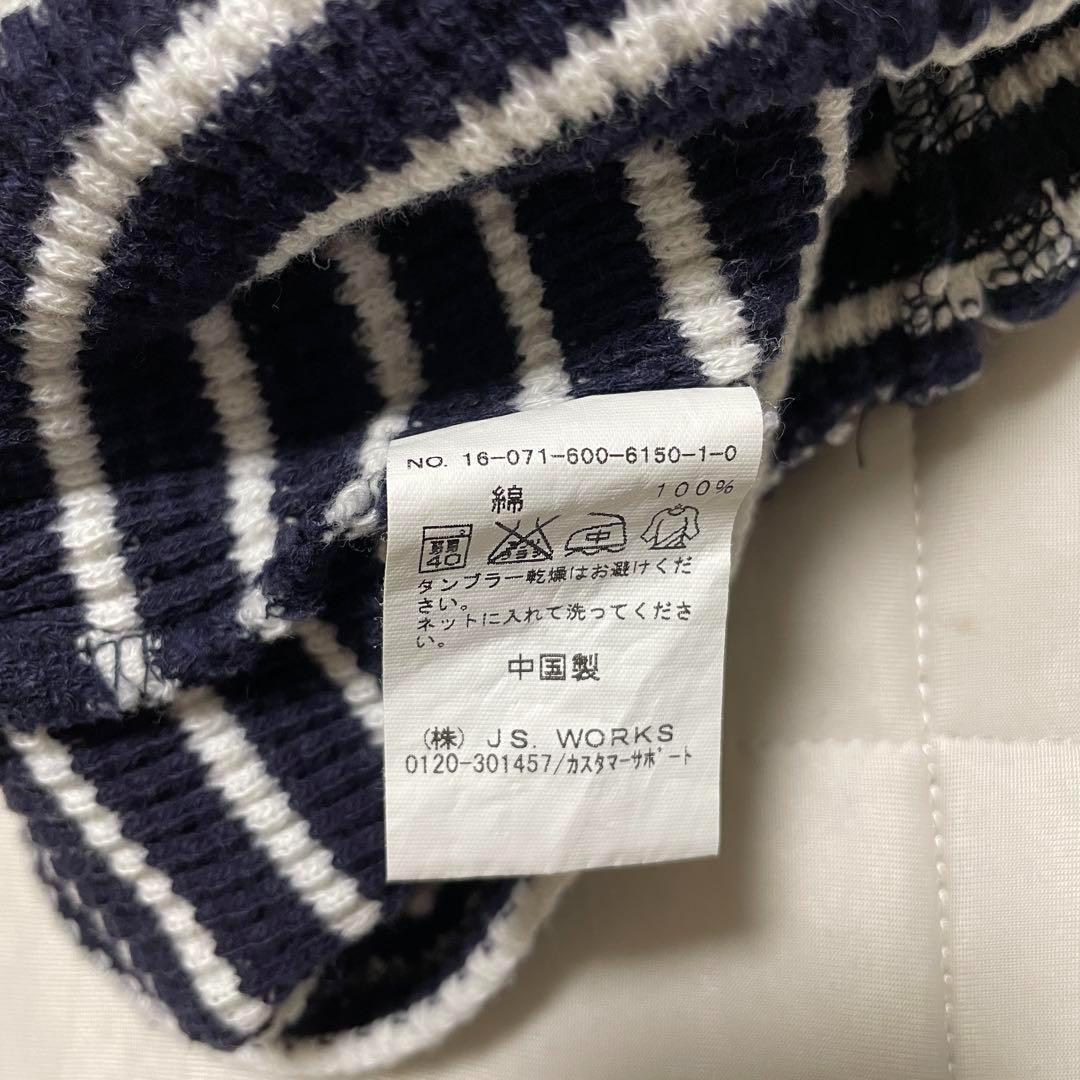 NO. 16-071-600-6150-1-0
綿 100%
40 中
タンブラー乾燥はお避けくだ
さい。
ネットに入れて洗ってくださ
い。
中国製
(株) JS. WORKS
0120-301457/カスタマーサポート